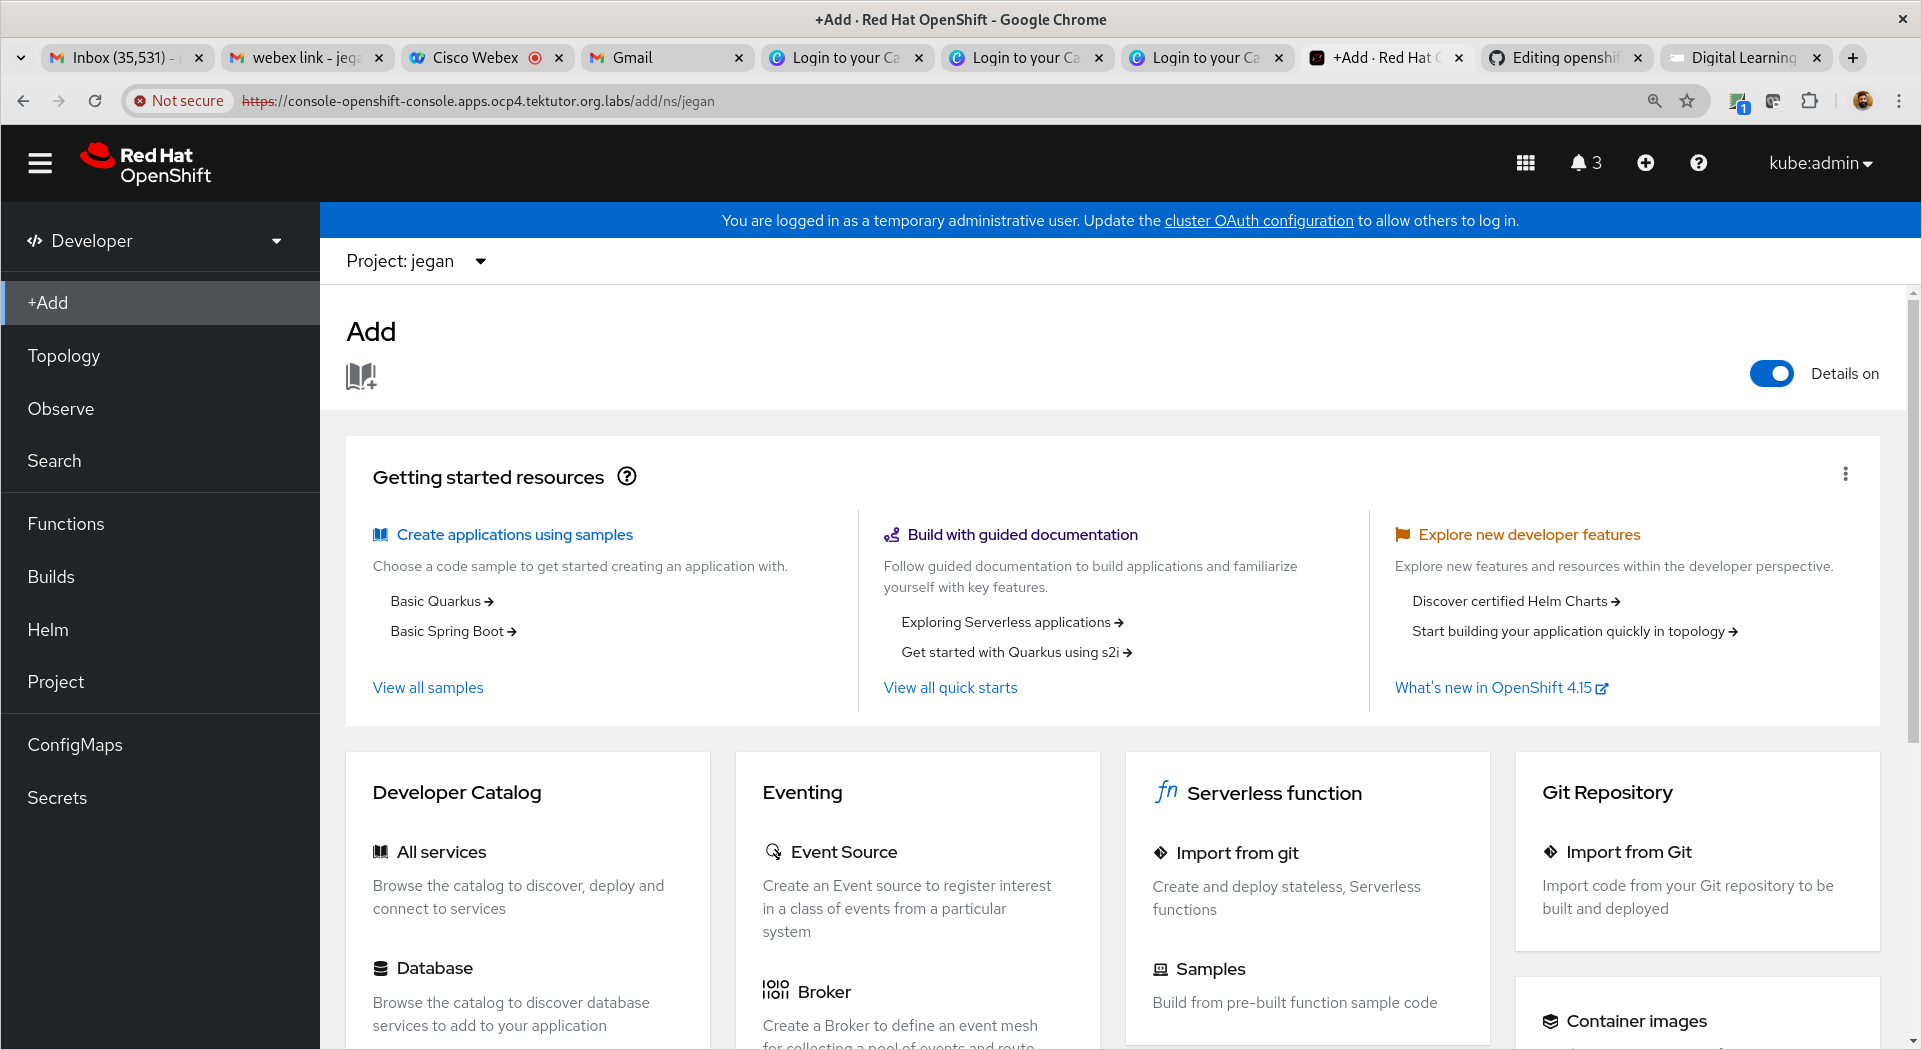 +Add · Red Hat OpenShift - Google Chrome
Inbox (35,531) -
webex link - jega
Cisco Webex
Gmail
Login to your Ca
Login to your Ca
Login to your Ca
+Add · Red Hat O
Editing openshif
Digital Learning
Not secure
https://console-openshift-console.apps.ocp4.tektutor.org.labs/add/ns/jegan
1
Red Hat
OpenShift
3
kube:admin
Developer
+Add
Topology
Observe
Search
Functions
Builds
Helm
Project
ConfigMaps
Secrets
You are logged in as a temporary administrative user. Update the cluster OAuth configuration to allow others to log in.
Project: jegan
Add
Details on
Getting started resources
Create applications using samples
Choose a code sample to get started creating an application with.
Basic Quarkus
Basic Spring Boot
View all samples
Build with guided documentation
Follow guided documentation to build applications and familiarize
yourself with key features.
Exploring Serverless applications
Get started with Quarkus using s2i
View all quick starts
Explore new developer features
Explore new features and resources within the developer perspective.
Discover certified Helm Charts
Start building your application quickly in topology
What's new in OpenShift 4.15
Developer Catalog
All services
Browse the catalog to discover, deploy and
connect to services
Database
Browse the catalog to discover database
services to add to your application
Eventing
Event Source
Create an Event source to register interest
in a class of events from a particular
system
Broker
Create a Broker to define an event mesh
for collecting a pool of events and route
fn Serverless function
Import from git
Create and deploy stateless, Serverless
functions
Samples
Build from pre-built function sample code
Git Repository
Import from Git
Import code from your Git repository to be
built and deployed
Container images